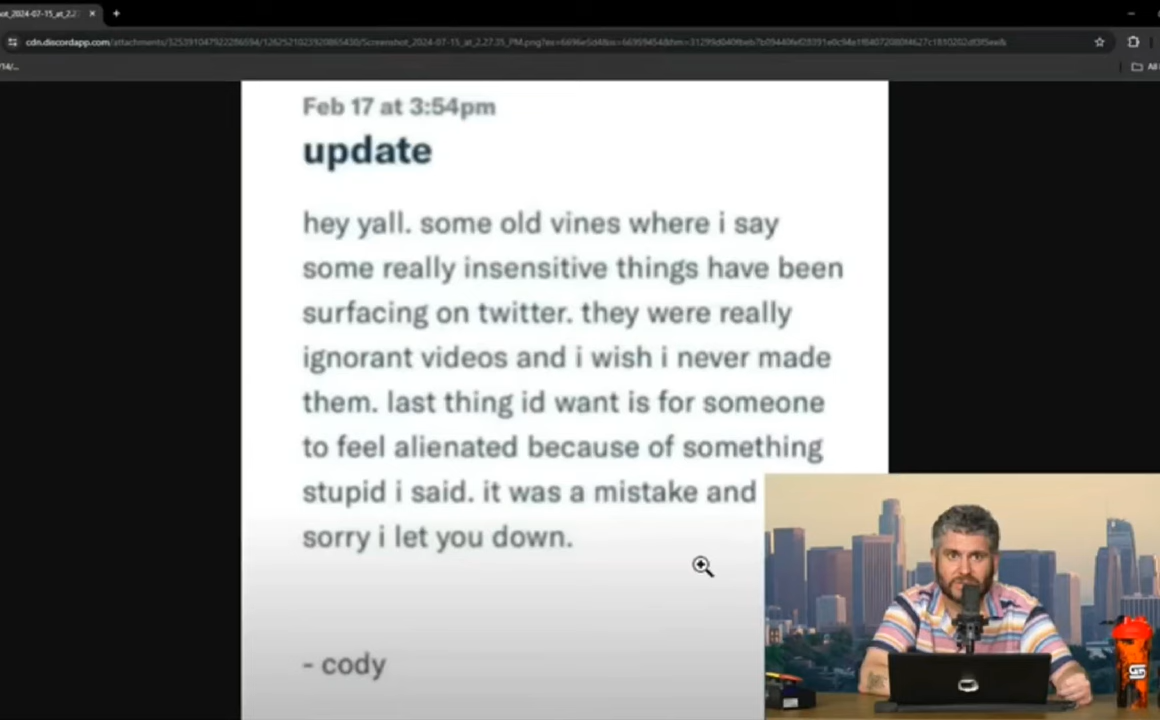 Feb 17 at 3:54pm
update
hey yall. some old vines where i say
some really insensitive things have been
surfacing on twitter. they were really
ignorant videos and i wish i never made
them. last thing id want is for someone
to feel alienated because of something
stupid i said. it was a mistake and
sorry i let you down.
- cody